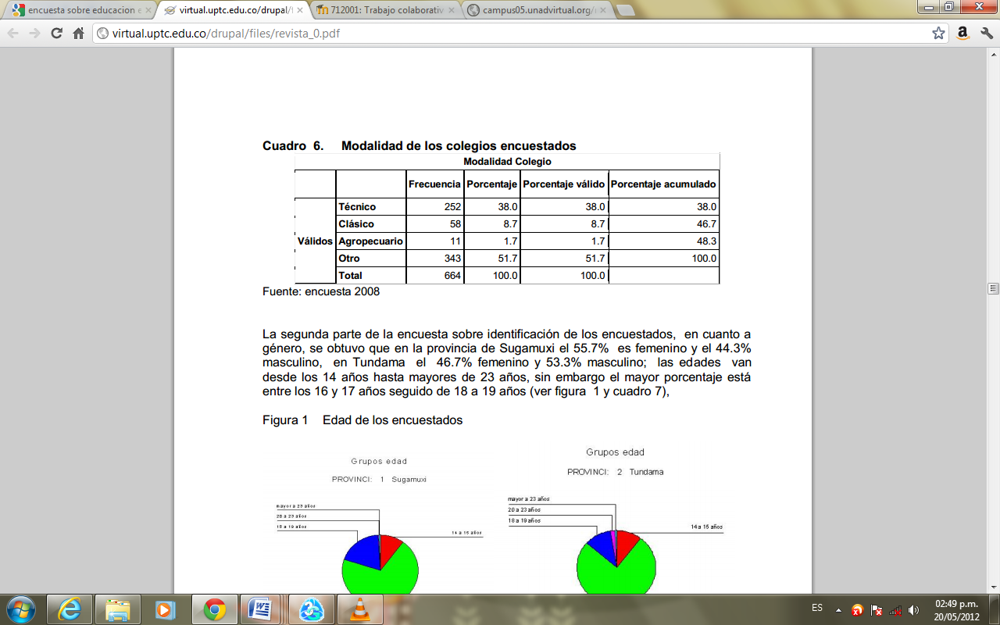 encuesta sobre educacion e
virtual.uptc.edu.co/drupal/f
712001: Trabajo colaborativ
campus05.unadvirtual.org/
virtual.uptc.edu.co/drupal/files/revista_0.pdf
Cuadro 6. Modalidad de los colegios encuestados
Modalidad Colegio
Frecuencia Porcentaje Porcentaje válido Porcentaje acumulado
Técnico 252 38.0 38.0 38.0
Clásico 58 8.7 8.7 46.7
Válidos Agropecuario 11 1.7 1.7 48.3
Otro 343 51.7 51.7 100.0
Total 664 100.0 100.0
Fuente: encuesta 2008
La segunda parte de la encuesta sobre identificación de los encuestados, en cuanto a
género, se obtuvo que en la provincia de Sugamuxi el 55.7% es femenino y el 44.3%
masculino, en Tundama el 46.7% femenino y 53.3% masculino; las edades van
desde los 14 años hasta mayores de 23 años, sin embargo el mayor porcentaje está
entre los 16 y 17 años seguido de 18 a 19 años (ver figura 1 y cuadro 7),
Figura 1 Edad de los encuestados
Grupos edad
PROVINCI: 1 Sugamuxi
mayor a 23 años
20 a 23 años
18 a 19 años
14 a 15 años
Grupos edad
PROVINCI: 2 Tundama
mayor a 23 años
20 a 23 años
18 a 19 años
14 a 15 años
ES
02:49 p.m.
20/05/2012